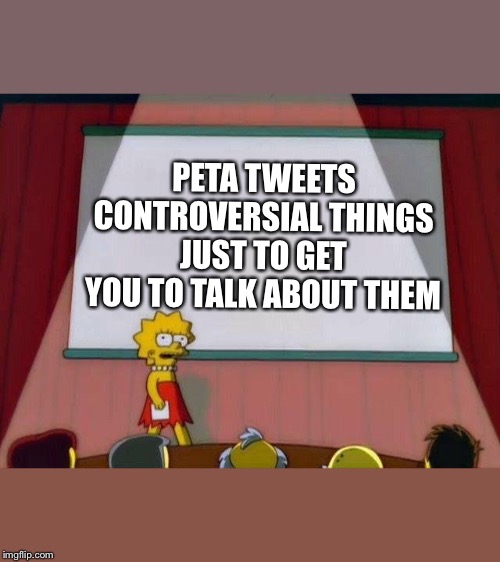 PETA TWEETS
CONTROVERSIAL THINGS
JUST TO GET
YOU TO TALK ABOUT THEM
imgflip.com